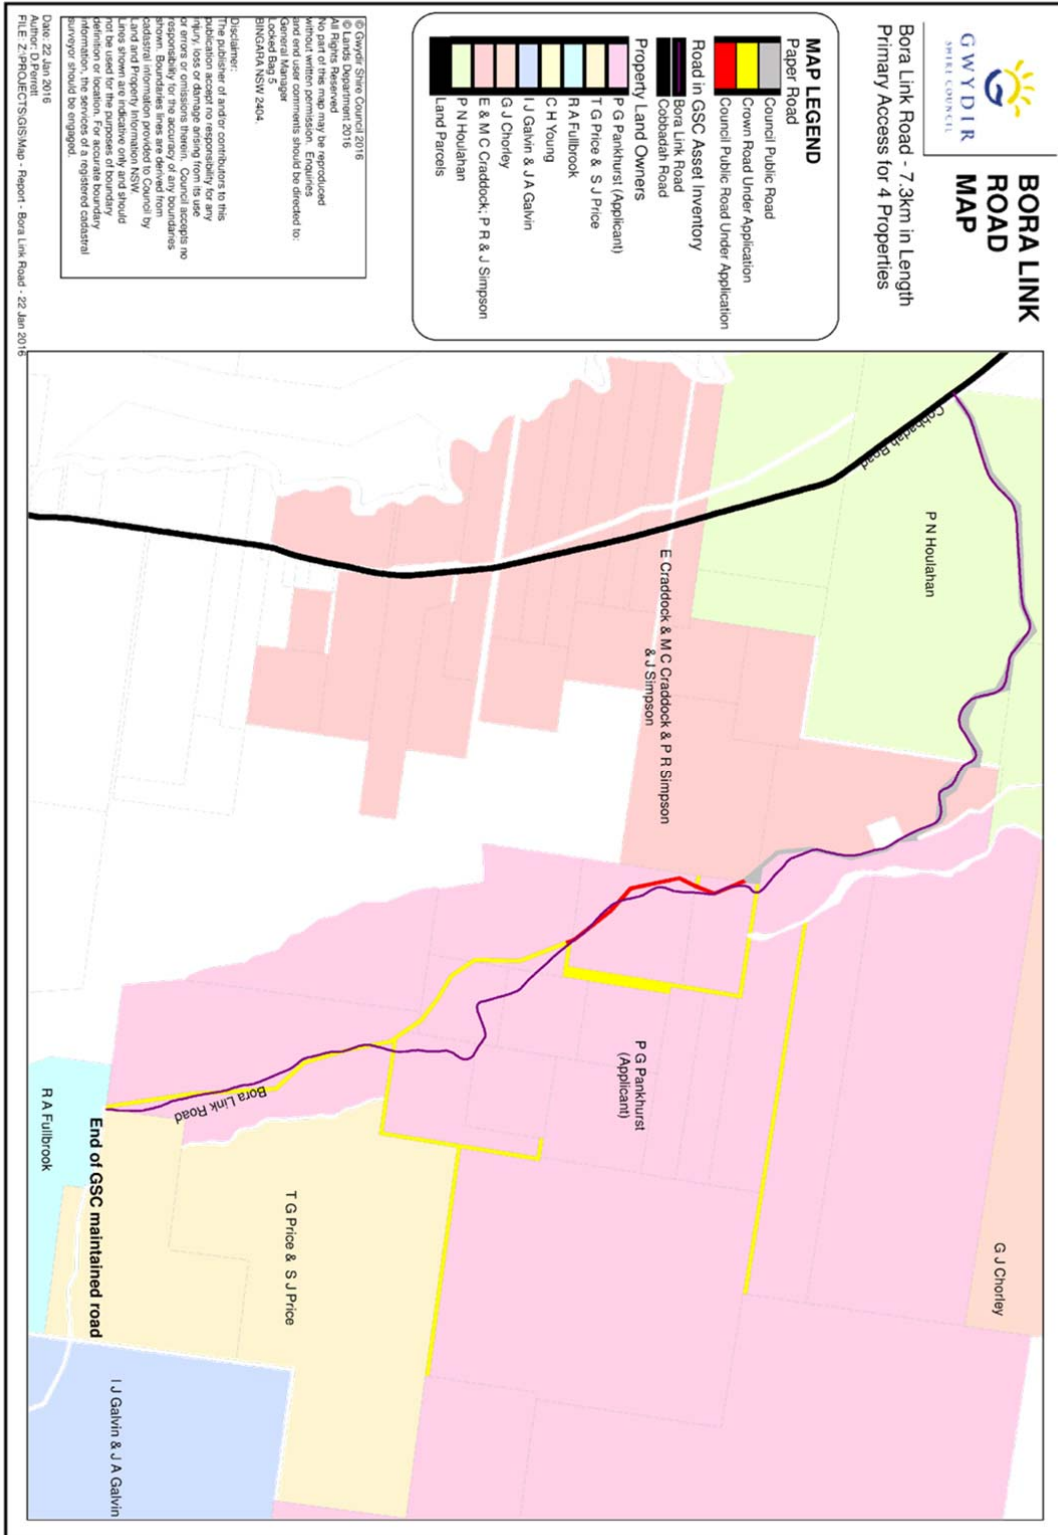 GWYDIR
SHIRE COUNCIL
BORA LINK
ROAD
MAP
Bora Link Road - 7.3km in Length
Primary Access for 4 Properties
MAP LEGEND
Paper Road
Council Public Road
Crown Road Under Application
Council Public Road Under Application
Road in GSC Asset Inventory
Bora Link Road
Cobbadah Road
Property Land Owners
P G Pankhurst (Applicant)
T G Price & S J Price
R A Fullbrook
C H Young
I J Galvin & J A Galvin
G J Chorley
E & M C Craddock; P R & J Simpson
P N Houlahan
Land Parcels
© Gwydir Shire Council 2016
© Lands Department 2016
All Rights Reserved
No part of this map may be reproduced
without written permission. Enquiries
and end user comments should be directed to:
General Manager
Locked Bag 5
BINGARA NSW 2404.
Disclaimer:
The publisher of and/or contributors to this
publication accept no responsibility for any
injury, loss or damage arising from its use
or errors or omissions therein. Council accepts no
responsibility for the accuracy of any boundaries
shown. Boundaries lines are derived from
cadastral information provided to Council by
Land and Property Information NSW.
Lines shown are indicative only and should
not be used for the purposes of boundary
definition or location. For accurate boundary
information, the services of a registered cadastral
surveyor should be engaged.
Date: 22 Jan 2016
Author: D.Perrett
FILE: Z:\PROJECTS\GIS\Map - Report - Bora Link Road - 22 Jan 2016
Cobbadah Road
P N Houlahan
E Craddock & M C Craddock & P R Simpson
& J Simpson
P G Pankhurst
(Applicant)
G J Chorley
Bora Link Road
T G Price & S J Price
End of GSC maintained road
R A Fullbrook
I J Galvin & J A Galvin